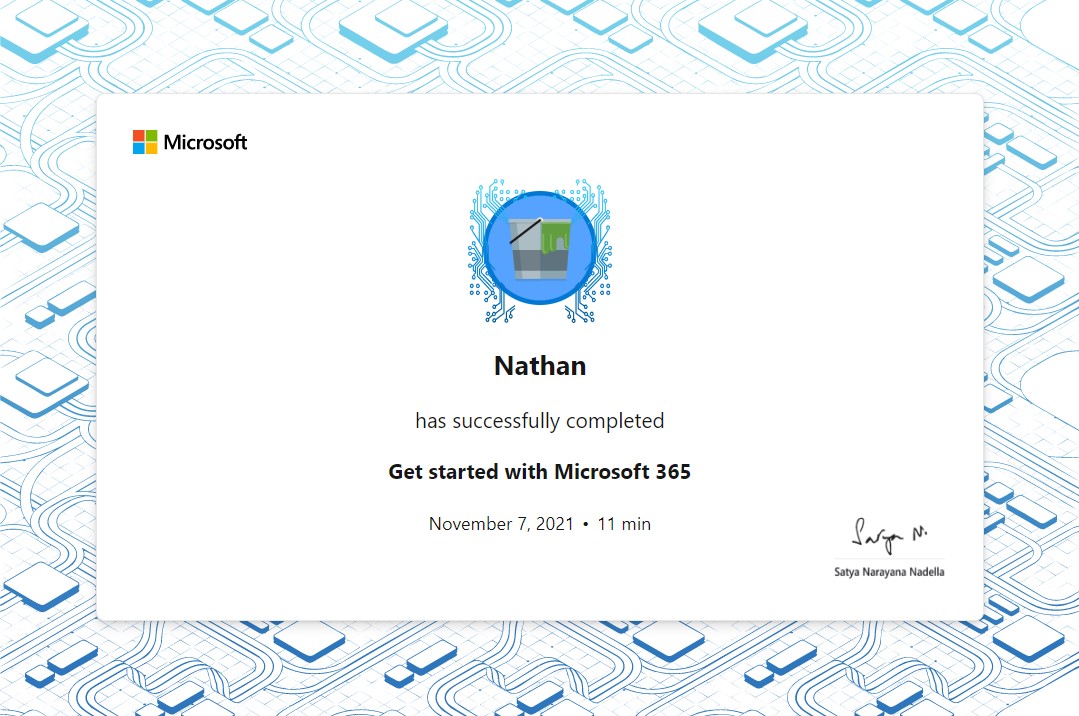 Microsoft
Nathan
has successfully completed
Get started with Microsoft 365
November 7, 2021 • 11 min
Satya N.
Satya Narayana Nadella